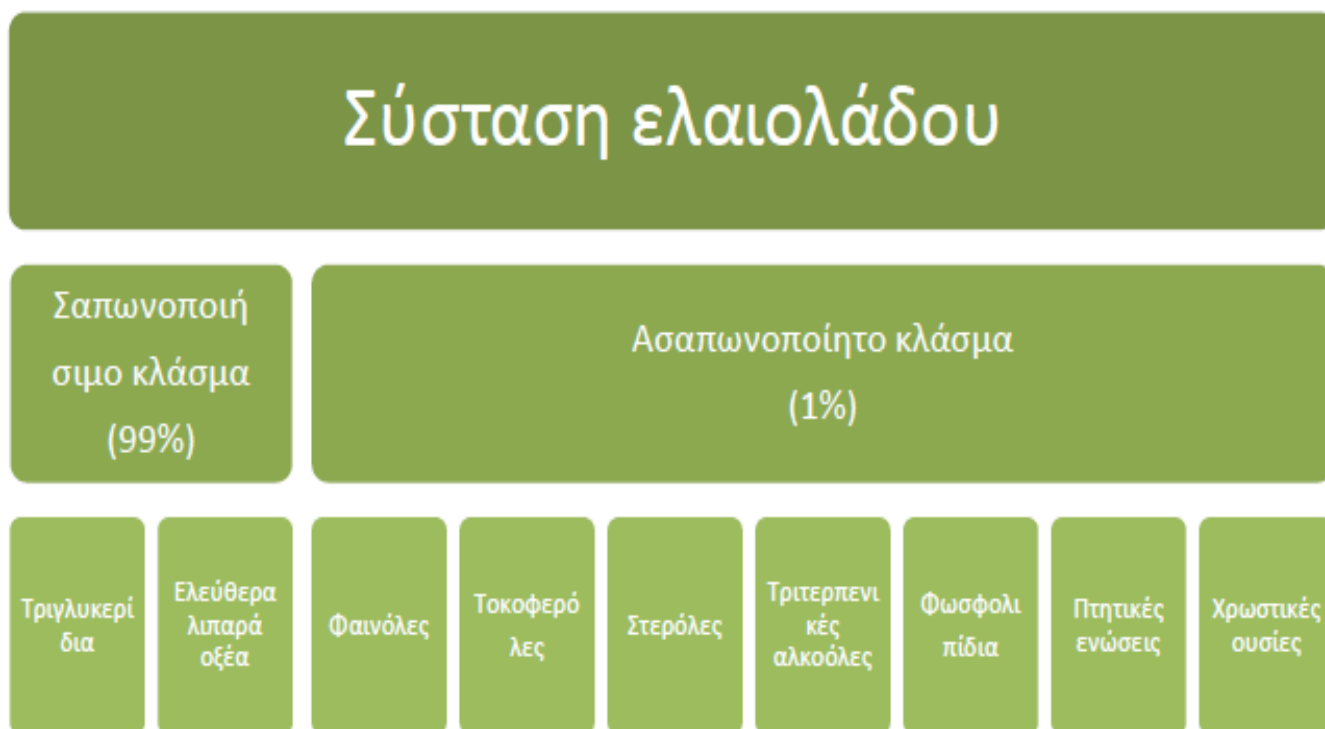 Σύσταση ελαιολάδου
Σαπωνοποιή
σιμο κλάσμα
(99%)
Ασαπωνοποίητο κλάσμα
(1%)
Τριγλυκερί
δια
Ελεύθερα
λιπαρά
οξέα
Φαινόλες
Τοκοφερό
λες
Στερόλες
Τριτερπενι
κές
αλκοόλες
Φωσφολι
πίδια
Πτητικές
ενώσεις
Χρωστικές
ουσίες